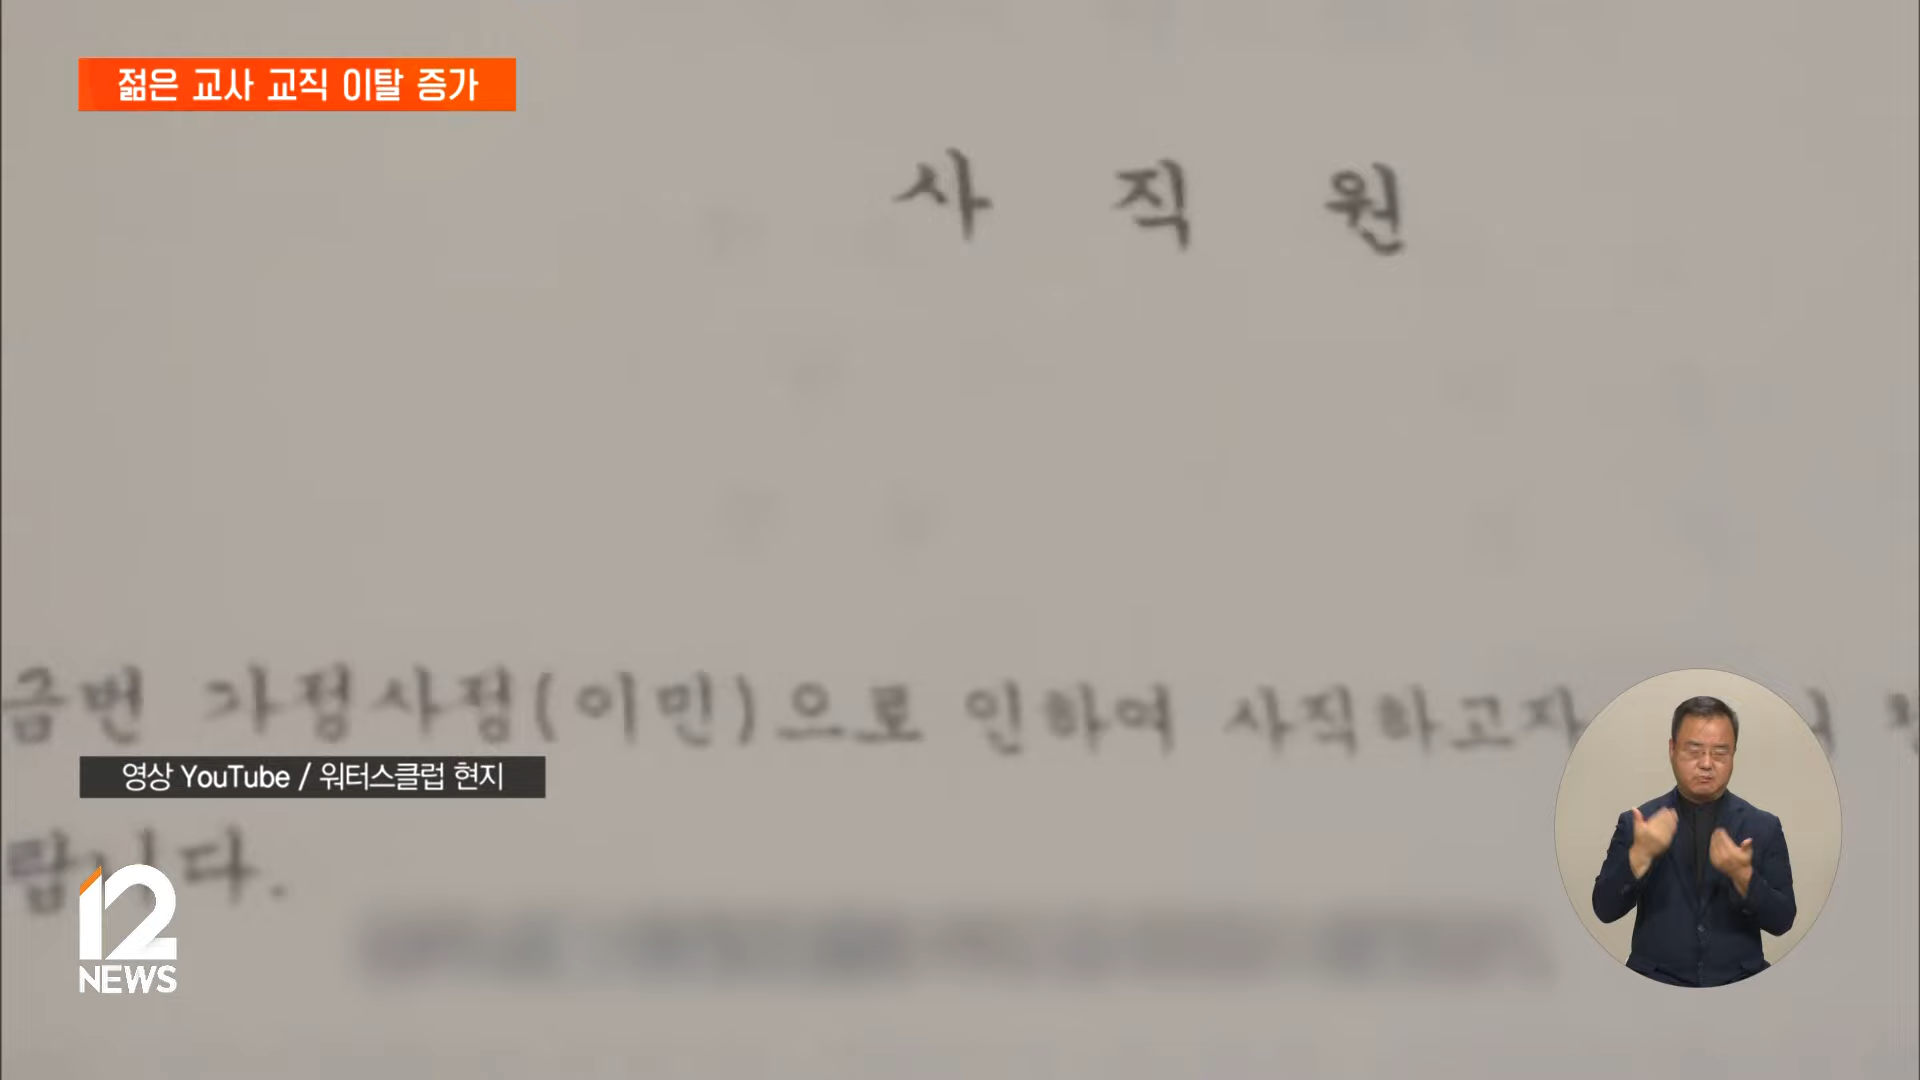 젊은 교사 교직 이탈 증가
사 직 원
금번 가정사정(이민)으로 인하여 사직하고자
영상 YouTube / 워터스클럽 현지
랍니다.
12
NEWS